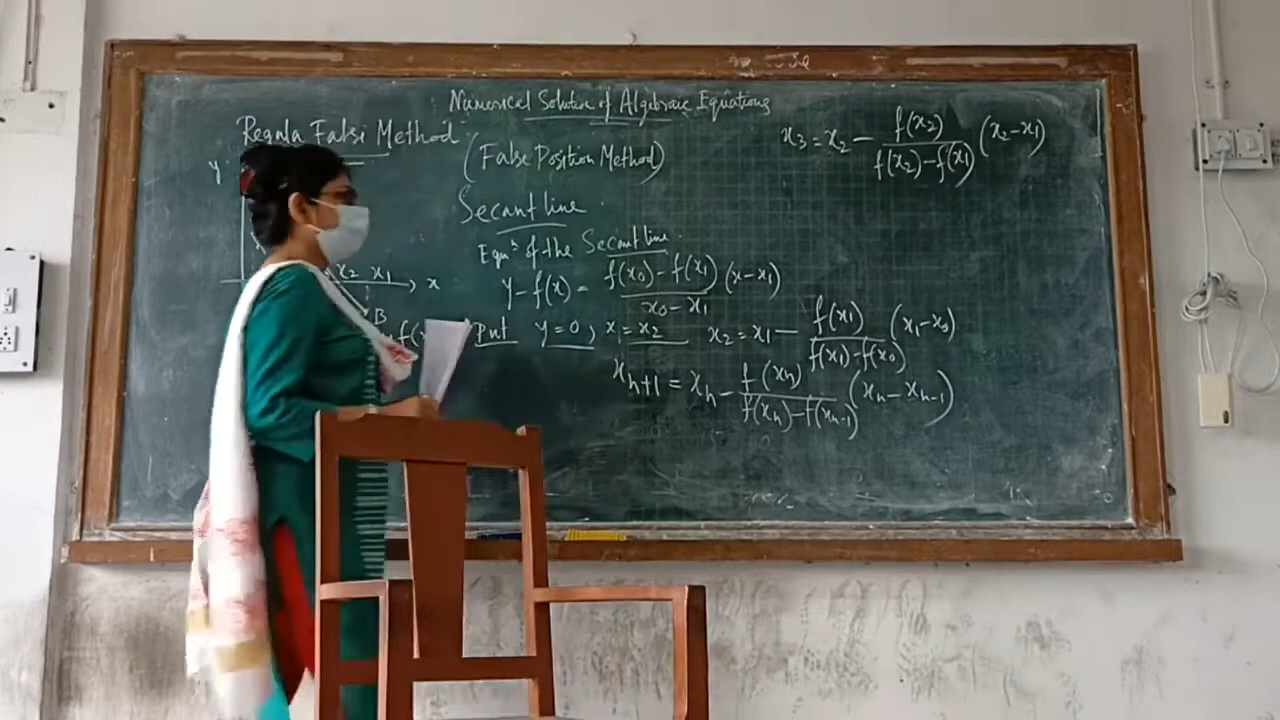 Numerical Solution of Algebraic Equations
Regula Falsi Method
(False Position Method)
y
x₂ x₁ x
B
Secant line
Equⁿ of the Secant line
y-f(x) = f(x₀)-f(x₁)/x₀-x₁ (x-x₁)
Put y=0, x=x₂ x₂=x₁- f(x₁)/f(x₁)-f(x₀) (x₁-x₀)
xₙ₊₁ = xₙ - f(xₙ)/f(xₙ)-f(xₙ₋₁) (xₙ-xₙ₋₁)
x₃=x₂- f(x₂)/f(x₂)-f(x₁) (x₂-x₁)